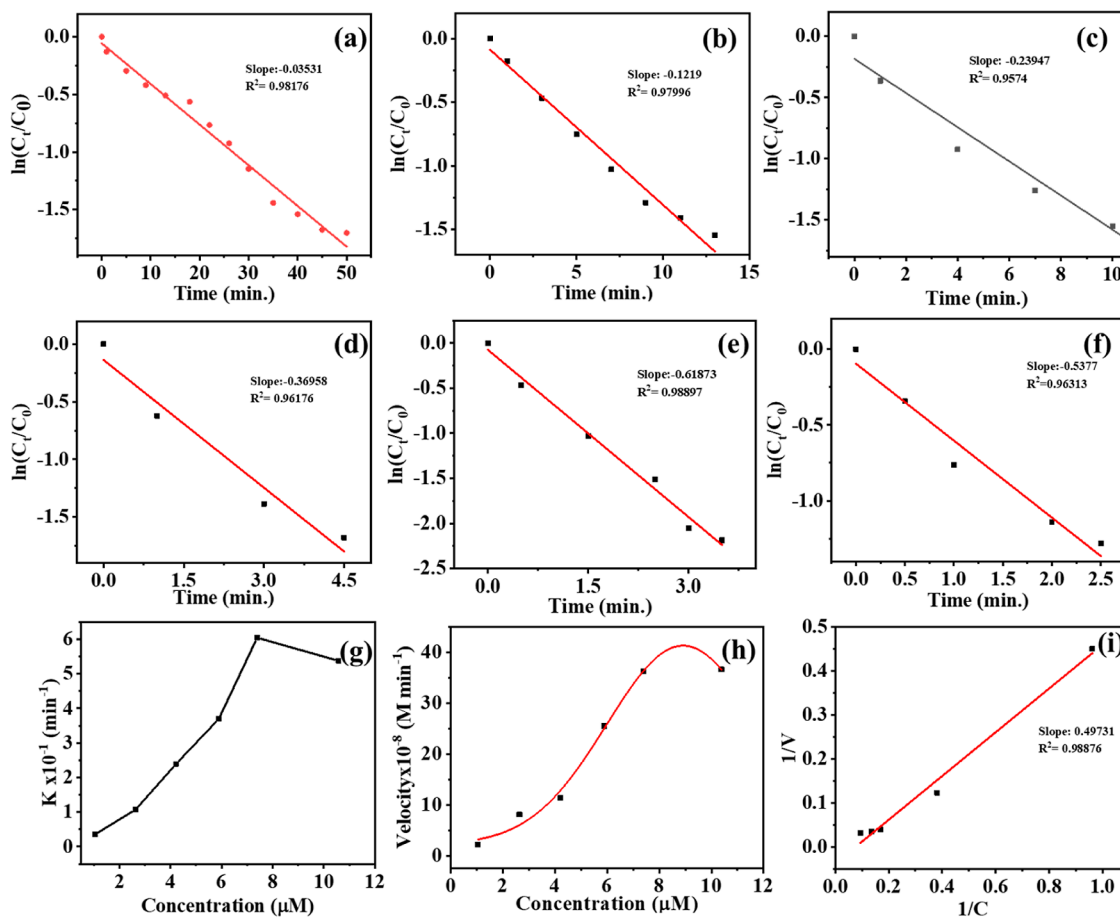 (a)
Slope:-0.03531
R²= 0.98176
ln(Cₜ/C₀)
0.0
-0.5
-1.0
-1.5
0 10 20 30 40 50
Time (min.)
(b)
Slope: -0.1219
R²= 0.97996
ln(Cₜ/C₀)
0.0
-0.5
-1.0
-1.5
0 5 10 15
Time (min.)
(c)
Slope: -0.23947
R²= 0.9574
ln(Cₜ/C₀)
0.0
-0.5
-1.0
-1.5
0 2 4 6 8 10
Time (min.)
(d)
Slope:-0.36958
R²= 0.96176
ln(Cₜ/C₀)
0.0
-0.5
-1.0
-1.5
0.0 1.5 3.0 4.5
Time (min.)
(e)
Slope:-0.61873
R²= 0.98897
ln(Cₜ/C₀)
0.0
-0.5
-1.0
-1.5
-2.0
-2.5
0.0 1.5 3.0
Time (min.)
(f)
Slope:-0.5377
R²= 0.96313
ln(Cₜ/C₀)
0.0
-0.5
-1.0
0.0 0.5 1.0 1.5 2.0 2.5
Time (min.)
(g)
K x10⁻¹ (min⁻¹)
6
5
4
3
2
1
0
2 4 6 8 10 12
Concentration (μM)
(h)
Velocityx10⁻⁸ (M min⁻¹)
40
30
20
10
0
0 2 4 6 8 10 12
Concentration (μM)
(i)
Slope: 0.49731
R²= 0.98876
1/V
0.5
0.4
0.3
0.2
0.1
0.0
0.0 0.2 0.4 0.6 0.8 1.0
1/C